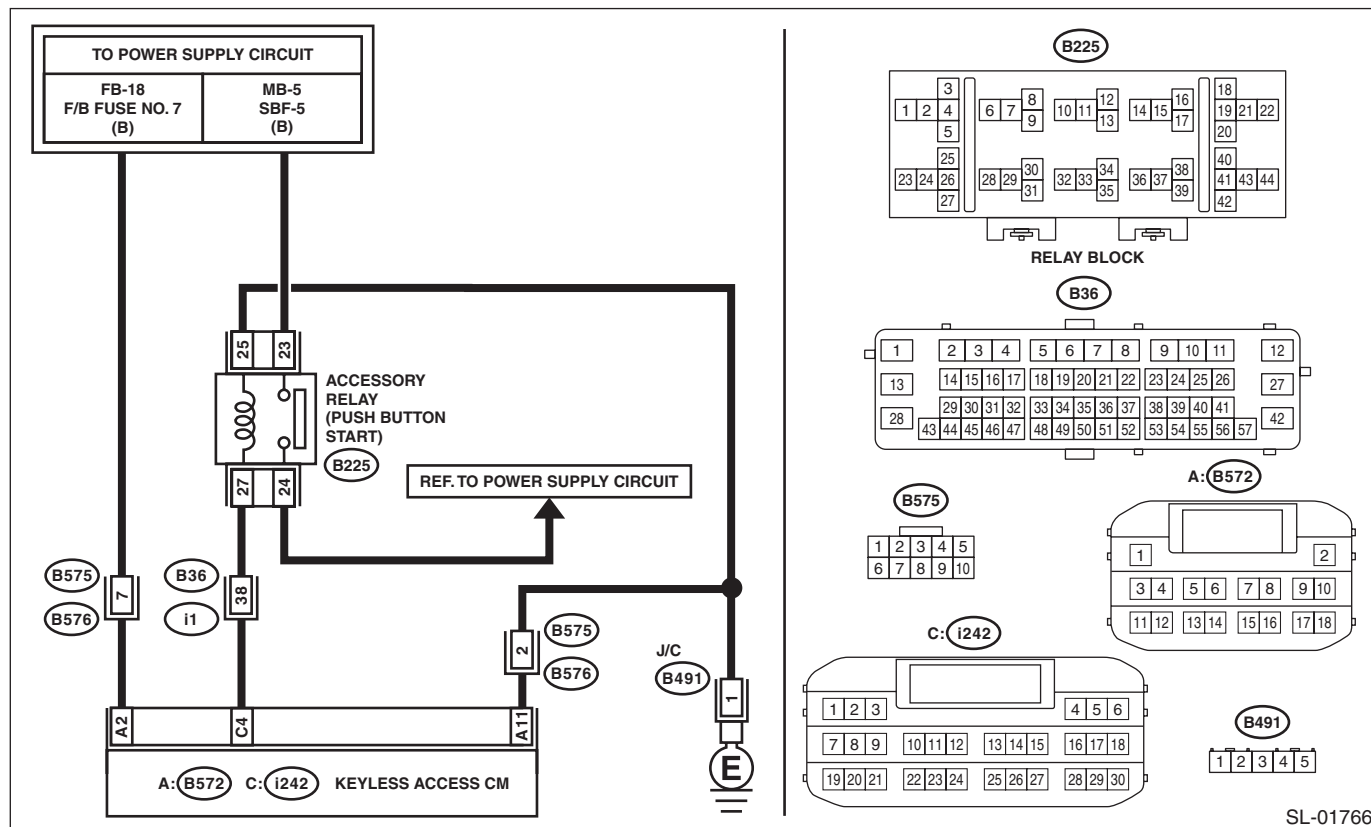 TO POWER SUPPLY CIRCUIT
FB-18
F/B FUSE NO. 7
(B)
MB-5
SBF-5
(B)
25 23
ACCESSORY
RELAY
(PUSH BUTTON
START)
B225
27 24
REF. TO POWER SUPPLY CIRCUIT
B575
7
B576
B36
38
i1
B575
2
B576
J/C
B491
1
E
A2 C4 A11
A: B572 C: i242 KEYLESS ACCESS CM
B225
3 8 12 16 18
1 2 4 6 7 10 11 14 15 19 21 22
5 9 13 17 20
25 30 34 38 40
23 24 26 28 29 32 33 36 37 41 43 44
27 31 35 39 42
RELAY BLOCK
B36
1 2 3 4 5 6 7 8 9 10 11 12
13 14 15 16 17 18 19 20 21 22 23 24 25 26 27
28 29 30 31 32 33 34 35 36 37 38 39 40 41 42
43 44 45 46 47 48 49 50 51 52 53 54 55 56 57
B575
1 2 3 4 5
6 7 8 9 10
A: B572
1 2
3 4 5 6 7 8 9 10
11 12 13 14 15 16 17 18
C: i242
1 2 3 4 5 6
7 8 9 10 11 12 13 14 15 16 17 18
19 20 21 22 23 24 25 26 27 28 29 30
B491
1 2 3 4 5
SL-01766